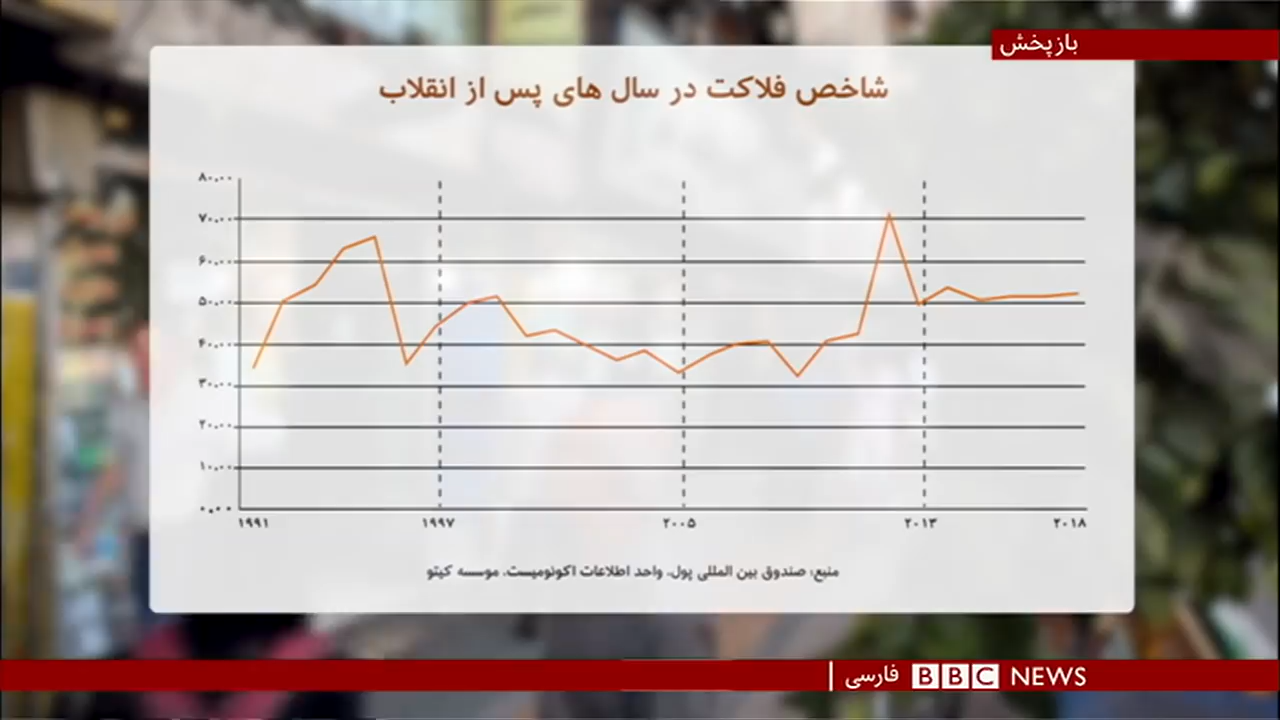 بازپخش
شاخص فلاکت در سال های پس از انقلاب
۸۰.۰۰
۷۰.۰۰
۶۰.۰۰
۵۰.۰۰
۴۰.۰۰
۳۰.۰۰
۲۰.۰۰
۱۰.۰۰
۰.۰۰
۱۹۹۱ ۱۹۹۷ ۲۰۰۵ ۲۰۱۳ ۲۰۱۸
منبع: صندوق بین المللی پول، واحد اطلاعات اکونومیست، موسسه کیتو
فارسی BBC NEWS